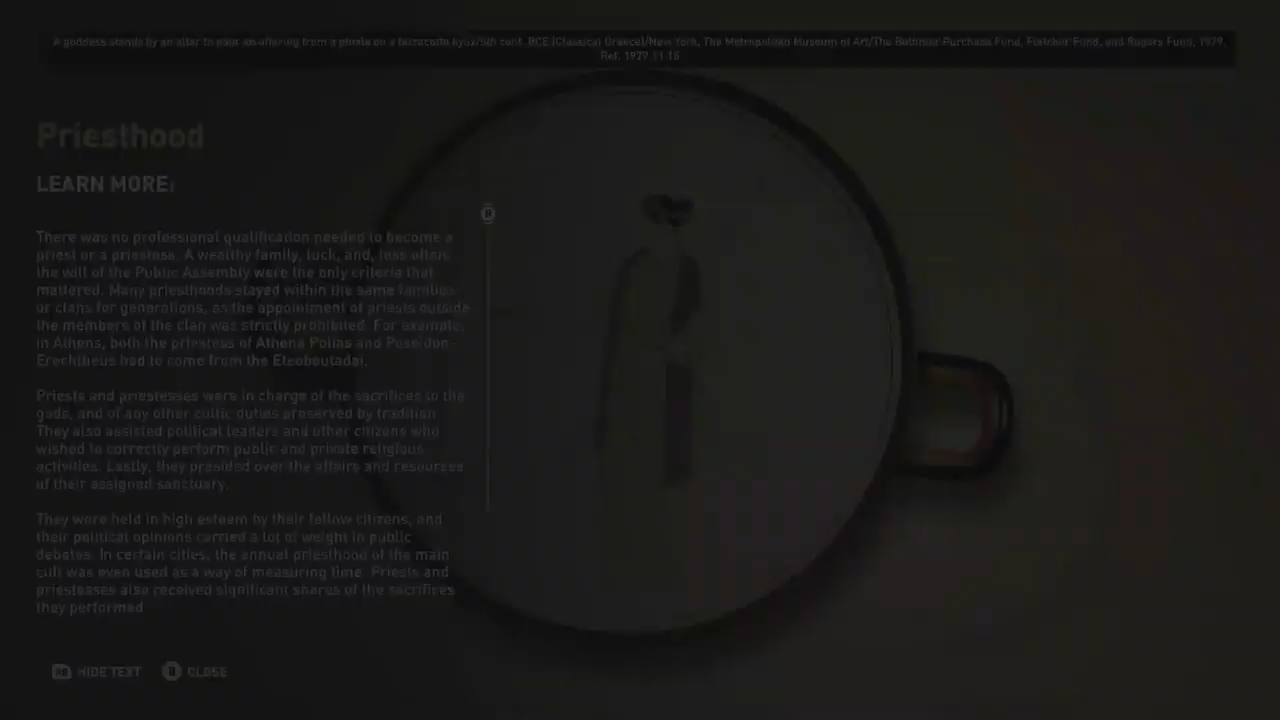 A goddess stands by an altar to pour an offering from a phiale on a terracotta kylix/5th cent. BCE (Classical Greece)/New York, The Metropolitan Museum of Art/The Bothmer Purchase Fund, Fletcher Fund, and Rogers Fund, 1979.
Ref. 1979.11.15
Priesthood
LEARN MORE:
There was no professional qualification needed to become a
priest or a priestess. A wealthy family, luck, and, less often,
the will of the Public Assembly were the only criteria that
mattered. Many priesthoods stayed within the same families
or clans for generations, as the appointment of priests outside
the members of the clan was strictly prohibited. For example,
in Athens, both the priestess of Athena Polias and Poseidon-
Erechtheus had to come from the Eteoboutadai.
Priests and priestesses were in charge of the sacrifices to the
gods, and of any other cultic duties preserved by tradition.
They also assisted political leaders and other citizens who
wished to correctly perform public and private religious
activities. Lastly, they presided over the affairs and resources
of their assigned sanctuary.
They were held in high esteem by their fellow citizens, and
their political opinions carried a lot of weight in public
debates. In certain cities, the annual priesthood of the main
cult was even used as a way of measuring time. Priests and
priestesses also received significant shares of the sacrifices
they performed
HIDE TEXT
CLOSE